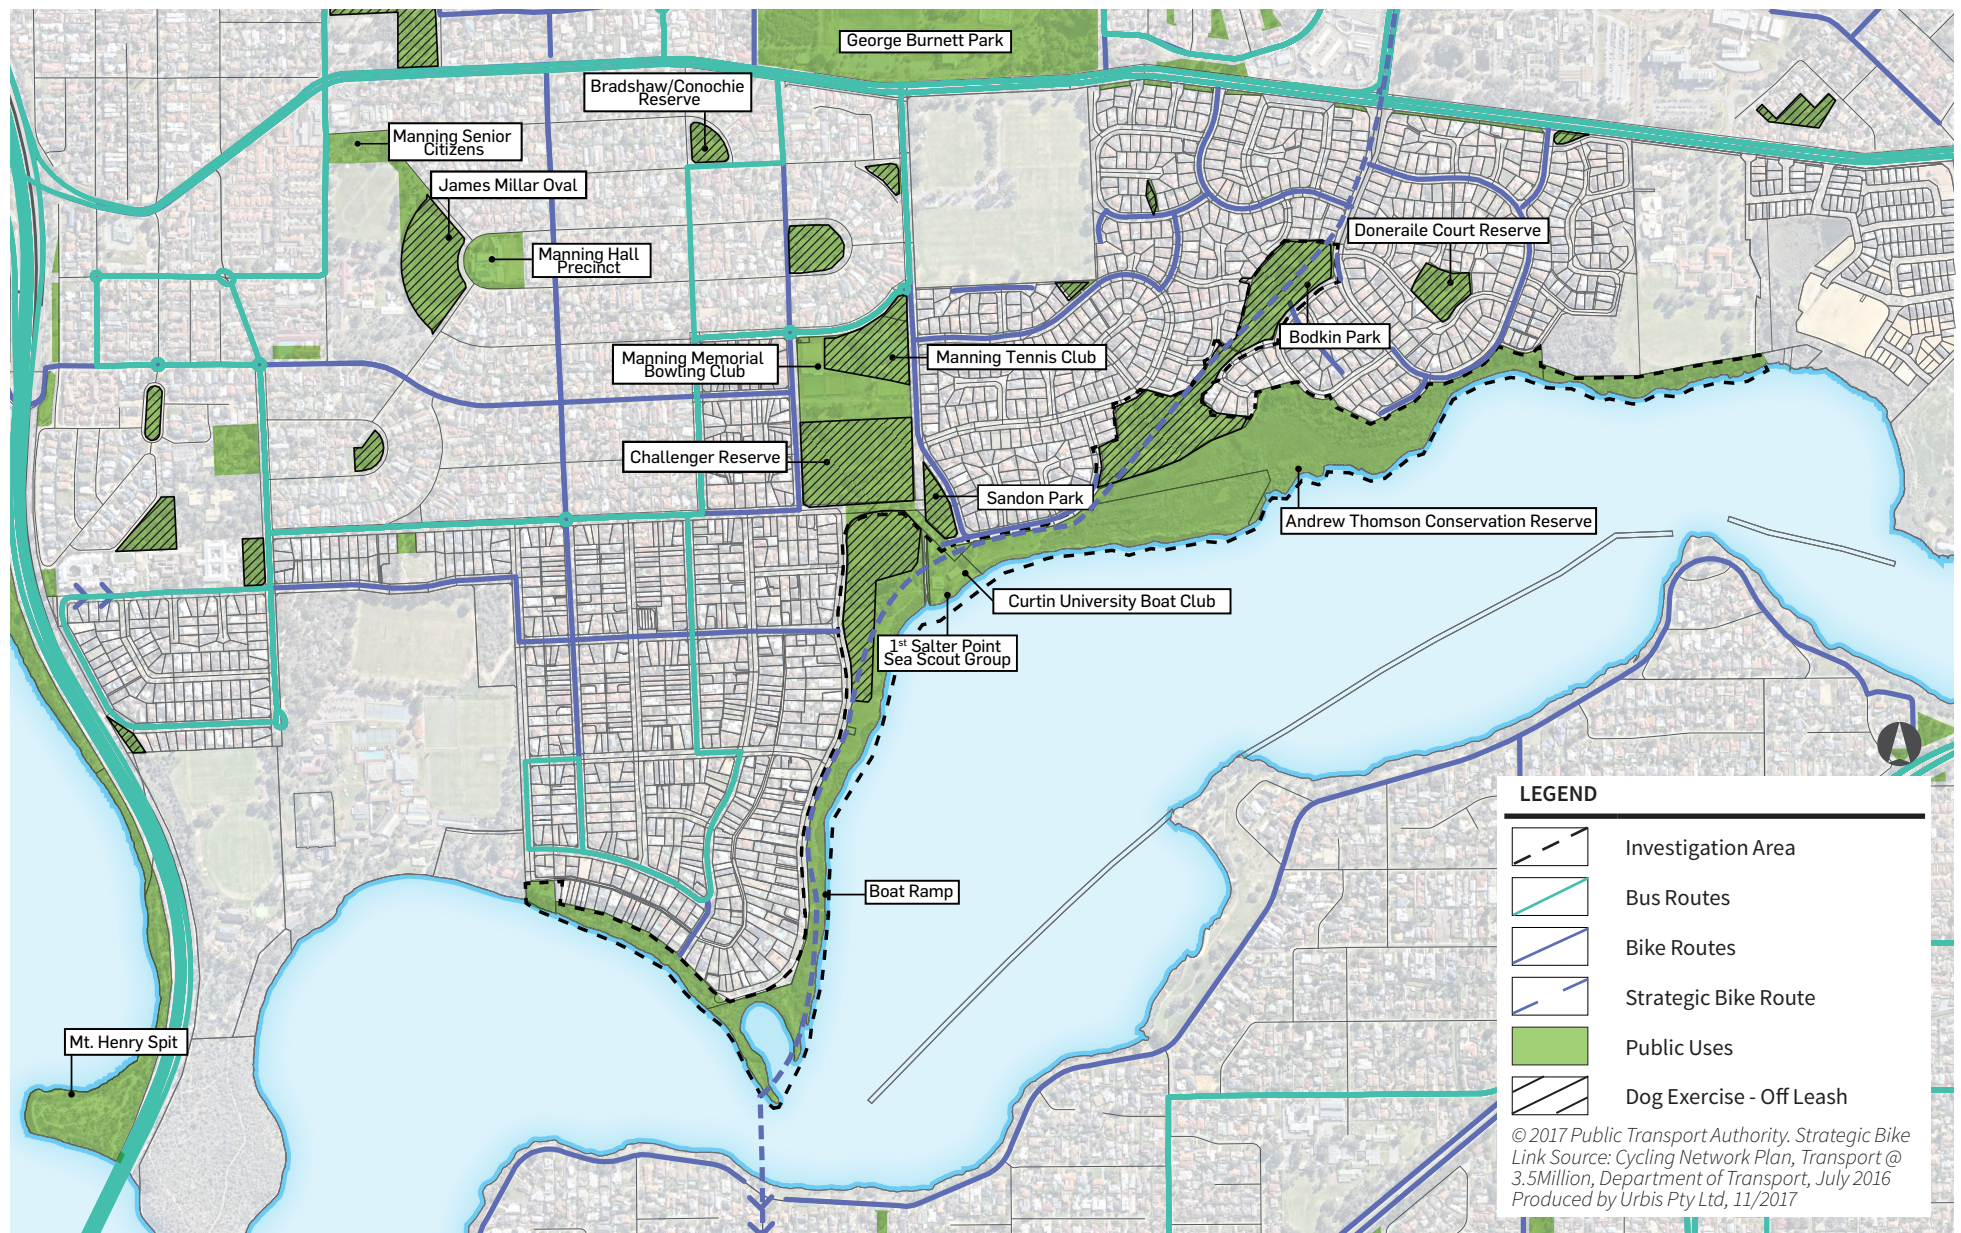 George Burnett Park
Bradshaw/Conochie
Reserve
Manning Senior
Citizens
James Millar Oval
Manning Hall
Precinct
Doneraile Court Reserve
Bodkin Park
Manning Memorial
Bowling Club
Manning Tennis Club
Challenger Reserve
Sandon Park
Andrew Thomson Conservation Reserve
Curtin University Boat Club
1st Salter Point
Sea Scout Group
Boat Ramp
Mt. Henry Spit
LEGEND
Investigation Area
Bus Routes
Bike Routes
Strategic Bike Route
Public Uses
Dog Exercise - Off Leash
© 2017 Public Transport Authority. Strategic Bike
Link Source: Cycling Network Plan, Transport @
3.5Million, Department of Transport, July 2016
Produced by Urbis Pty Ltd, 11/2017